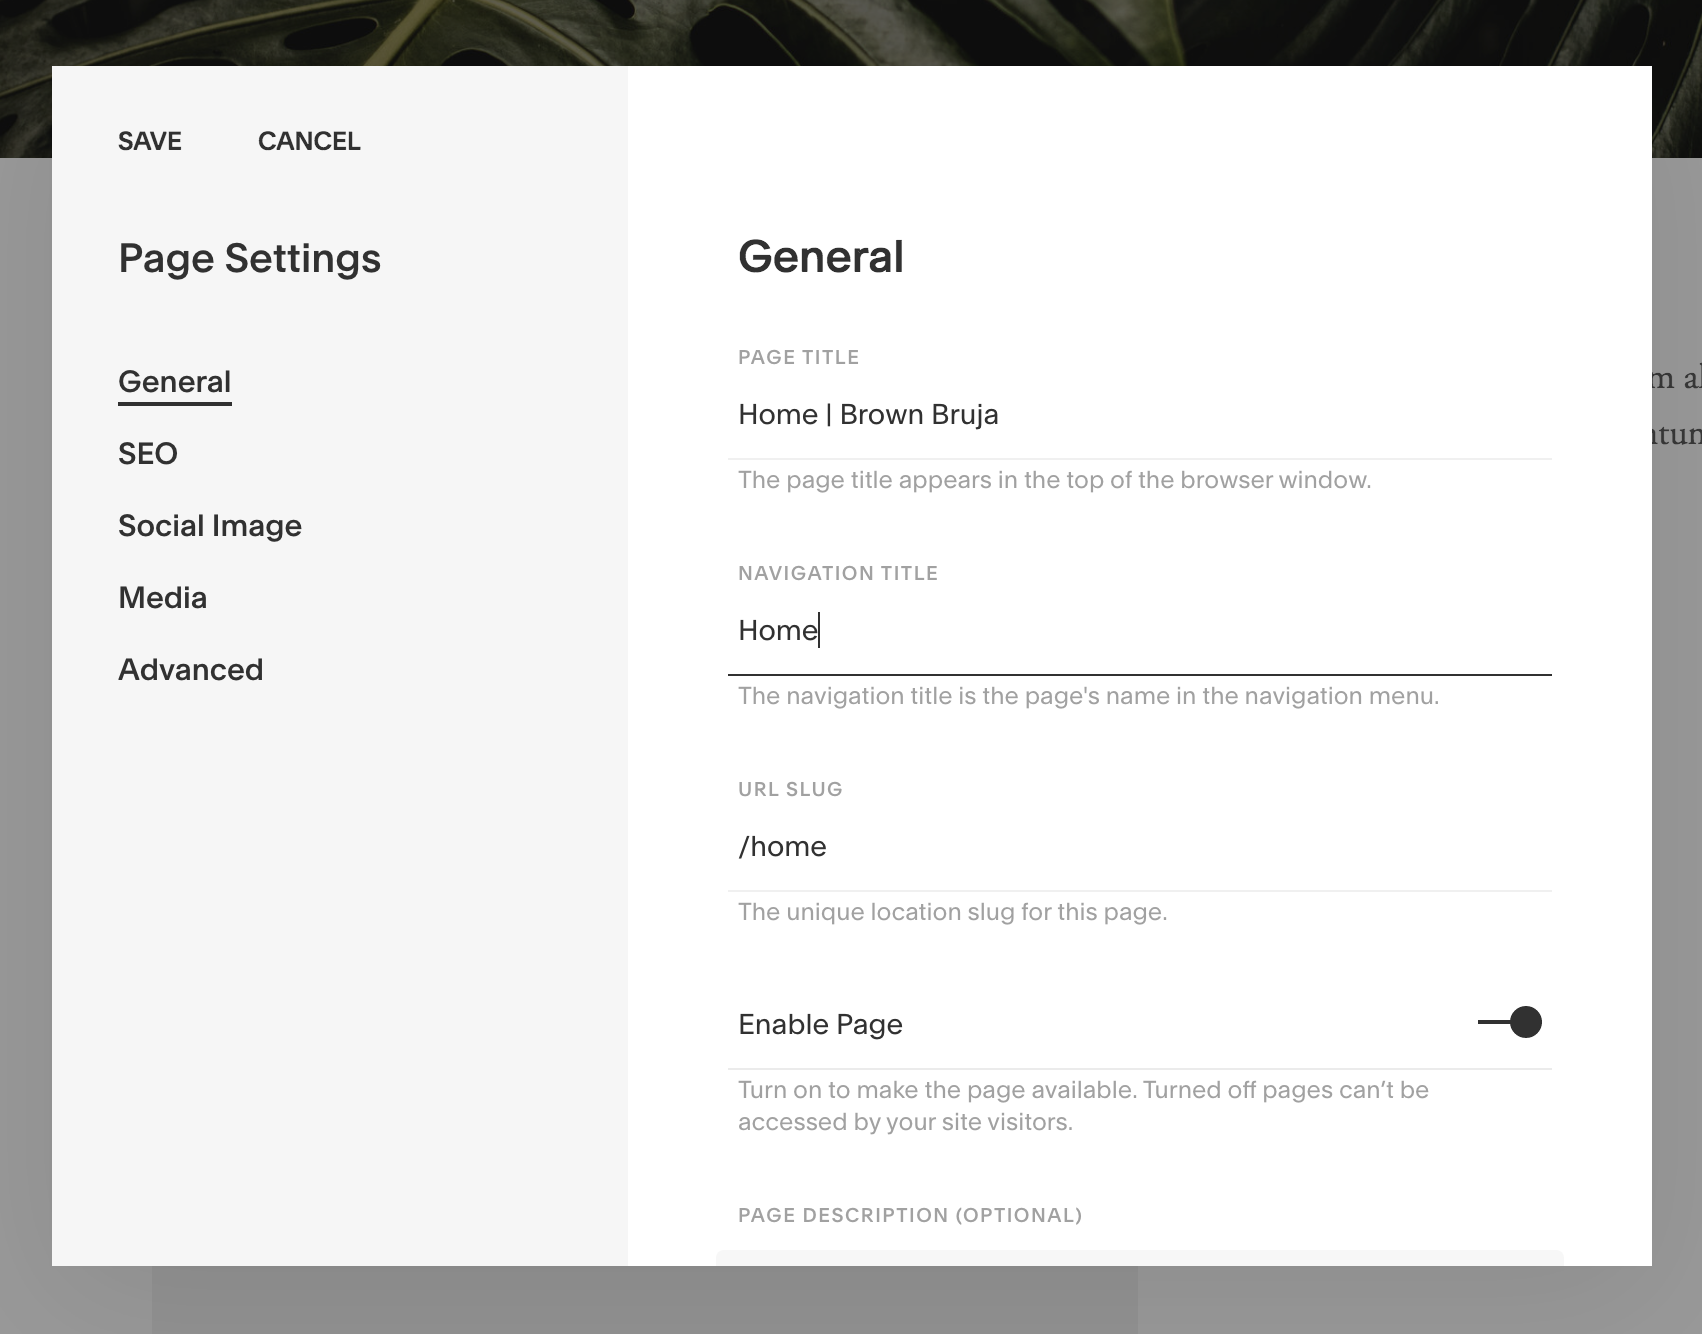 SAVE CANCEL
Page Settings
General
SEO
Social Image
Media
Advanced
General
PAGE TITLE
Home | Brown Bruja
The page title appears in the top of the browser window.
NAVIGATION TITLE
Home
The navigation title is the page's name in the navigation menu.
URL SLUG
/home
The unique location slug for this page.
Enable Page
Turn on to make the page available. Turned off pages can’t be
accessed by your site visitors.
PAGE DESCRIPTION (OPTIONAL)